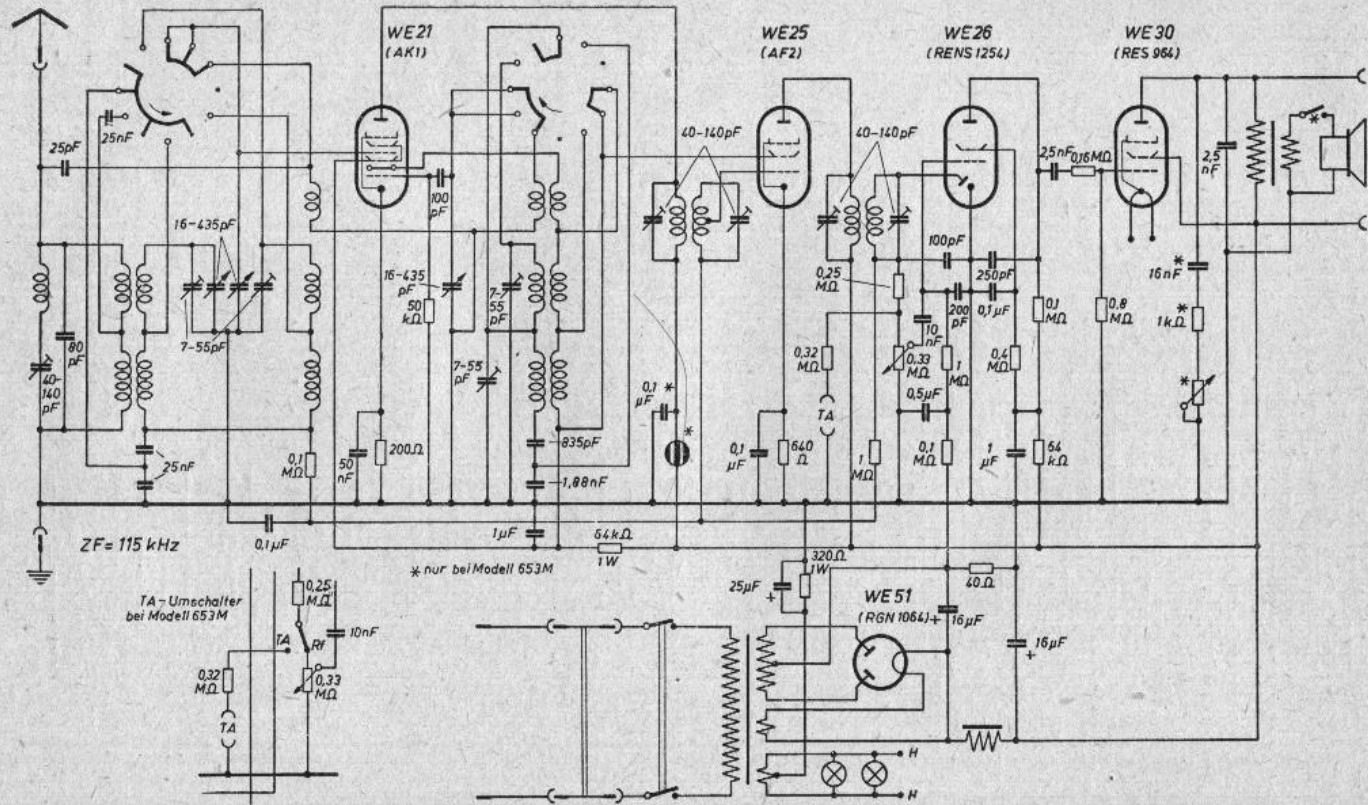 WE21
(AK1)
WE25
(AF2)
WE26
(RENS 1254)
WE30
(RES 964)
25nF
25pF
100
pF
16-435pF
80
pF
40-
140
pF
7-55pF
25nF
0,1
MΩ
50
nF
200Ω
16-435
pF
50
kΩ
7-
55
pF
7-55
pF
835pF
1,88nF
1µF
64kΩ
1W
0,1µF
40-140pF
0,1
µF
*
*
40-140pF
0,32
MΩ
TA
0,1
µF
640
Ω
0,25
MΩ
100pF
250pF
10
nF
200
pF
0,1µF
0,33
MΩ
1
MΩ
0,4
MΩ
0,5µF
1
MΩ
0,1
MΩ
1
µF
64
kΩ
0,1
MΩ
2,5nF
0,16MΩ
0,8
MΩ
2,5
nF
*
16nF
*
1kΩ
*
*
ZF= 115 kHz
* nur bei Modell 653M
TA-Umschalter
bei Modell 653M
0,25
MΩ
TA
Rf
10nF
0,32
MΩ
0,33
MΩ
TA
25µF
+
320Ω
1W
WE51
(RGN 1064)
+
16µF
40Ω
16µF
+
H
H